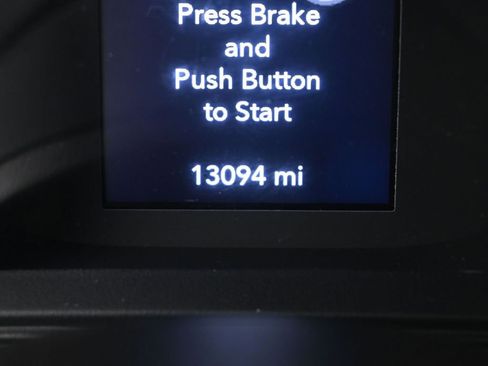 Press Brake
and
Push Button
to Start
13094 mi